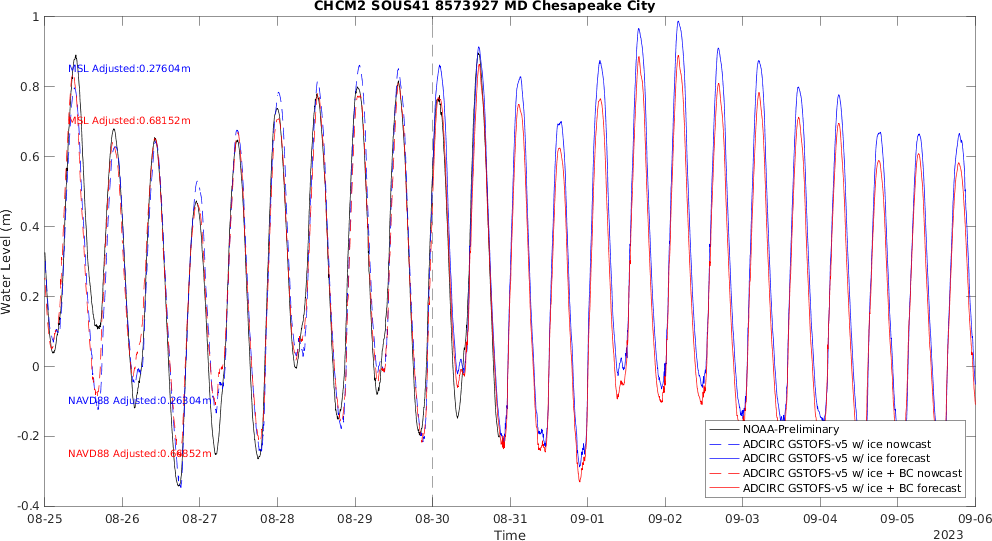 CHCM2 SOUS41 8573927 MD Chesapeake City
1
0.8
0.6
0.4
0.2
0
-0.2
-0.4
Water Level (m)
MSL Adjusted:0.27604m
MSL Adjusted:0.68152m
NAVD88 Adjusted:0.26304m
NAVD88 Adjusted:0.66852m
NOAA-Preliminary
ADCIRC GSTOFS-v5 w/ ice nowcast
ADCIRC GSTOFS-v5 w/ ice forecast
ADCIRC GSTOFS-v5 w/ ice + BC nowcast
ADCIRC GSTOFS-v5 w/ ice + BC forecast
08-25 08-26 08-27 08-28 08-29 08-30 08-31 09-01 09-02 09-03 09-04 09-05 09-06
Time
2023